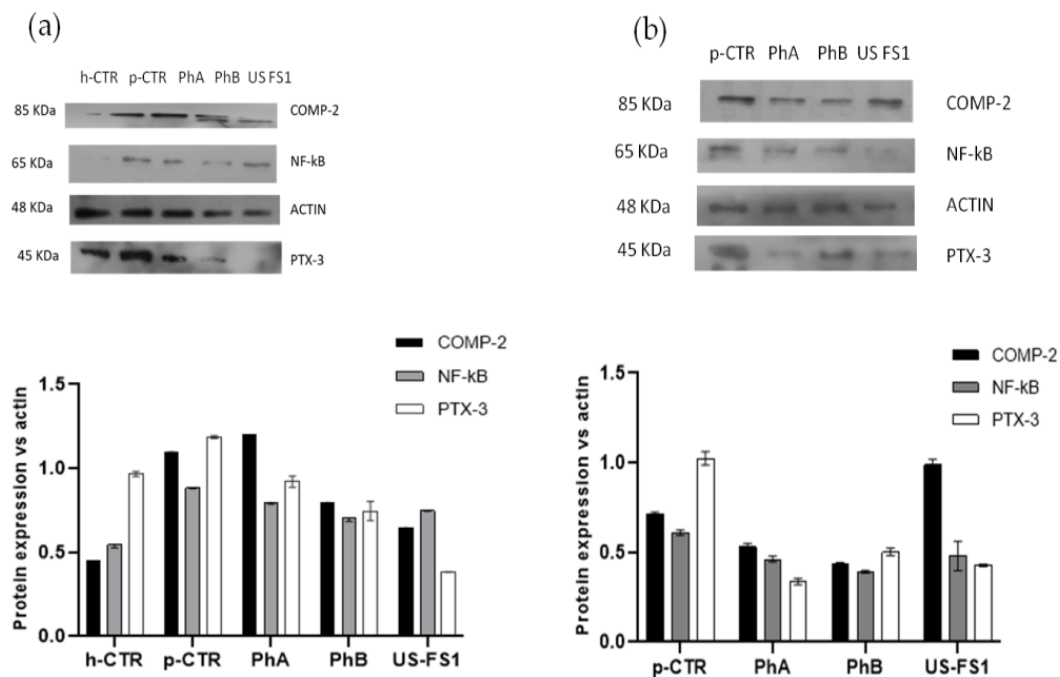 (a)
h-CTR p-CTR PhA PhB US FS1
85 KDa COMP-2
65 KDa NF-kB
48 KDa ACTIN
45 KDa PTX-3
COMP-2
NF-kB
PTX-3
Protein expression vs actin
1.5
1.0
0.5
0.0
h-CTR p-CTR PhA PhB US-FS1
(b)
p-CTR PhA PhB US FS1
85 KDa COMP-2
65 KDa NF-kB
48 KDa ACTIN
45 KDa PTX-3
COMP-2
NF-kB
PTX-3
Protein expression vs actin
1.5
1.0
0.5
0.0
p-CTR PhA PhB US-FS1